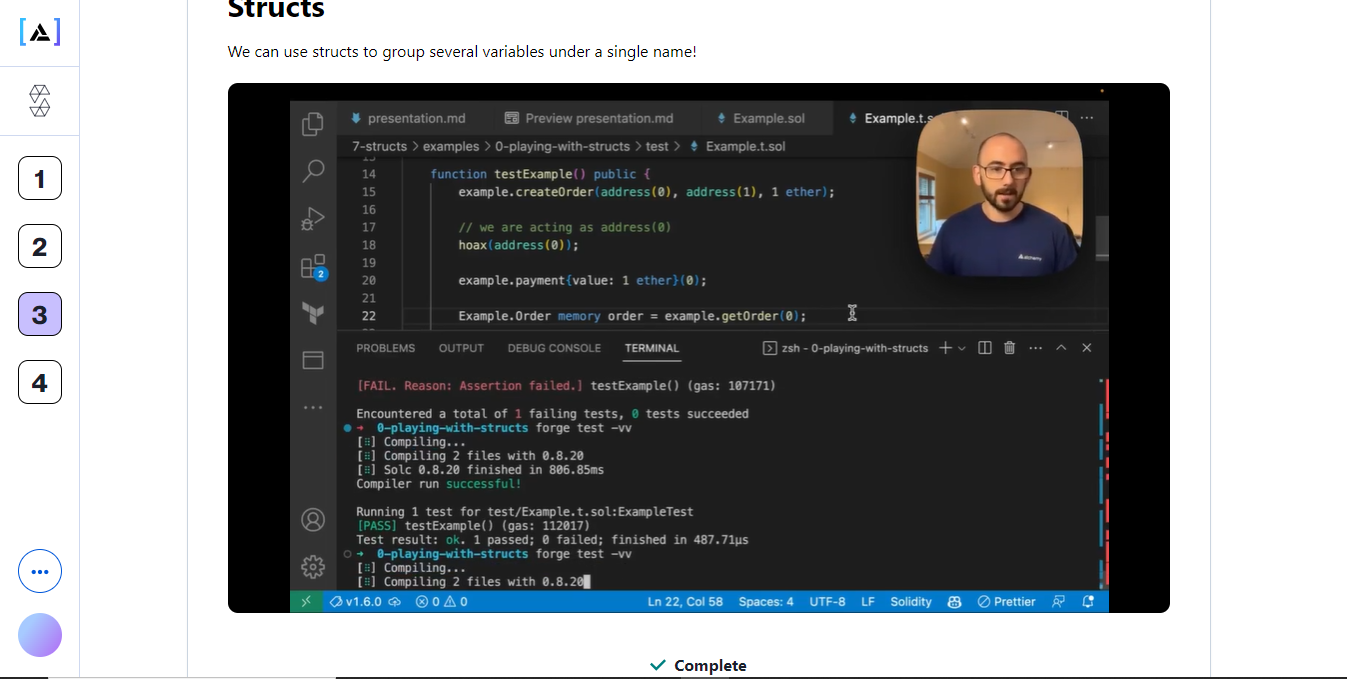 Structs
We can use structs to group several variables under a single name!
1
2
3
4
presentation.md
Preview presentation.md
Example.sol
Example.t.s
7-structs > examples > 0-playing-with-structs > test > Example.t.sol
14 function testExample() public {
15 example.createOrder(address(0), address(1), 1 ether);
16
17 // we are acting as address(0)
18 hoax(address(0));
19
20 example.payment{value: 1 ether}(0);
21
22 Example.Order memory order = example.getOrder(0);
2
PROBLEMS OUTPUT DEBUG CONSOLE TERMINAL
zsh - 0-playing-with-structs
[FAIL. Reason: Assertion failed.] testExample() (gas: 107171)
Encountered a total of 1 failing tests, 0 tests succeeded
0-playing-with-structs forge test -vv
[⠿] Compiling...
[⠿] Compiling 2 files with 0.8.20
[⠿] Solc 0.8.20 finished in 806.85ms
Compiler run successful!
Running 1 test for test/Example.t.sol:ExampleTest
[PASS] testExample() (gas: 112017)
Test result: ok. 1 passed; 0 failed; finished in 487.71µs
0-playing-with-structs forge test -vv
[⠿] Compiling...
[⠿] Compiling 2 files with 0.8.20
v1.6.0 0 0 Ln 22, Col 58 Spaces: 4 UTF-8 LF Solidity Prettier
Complete